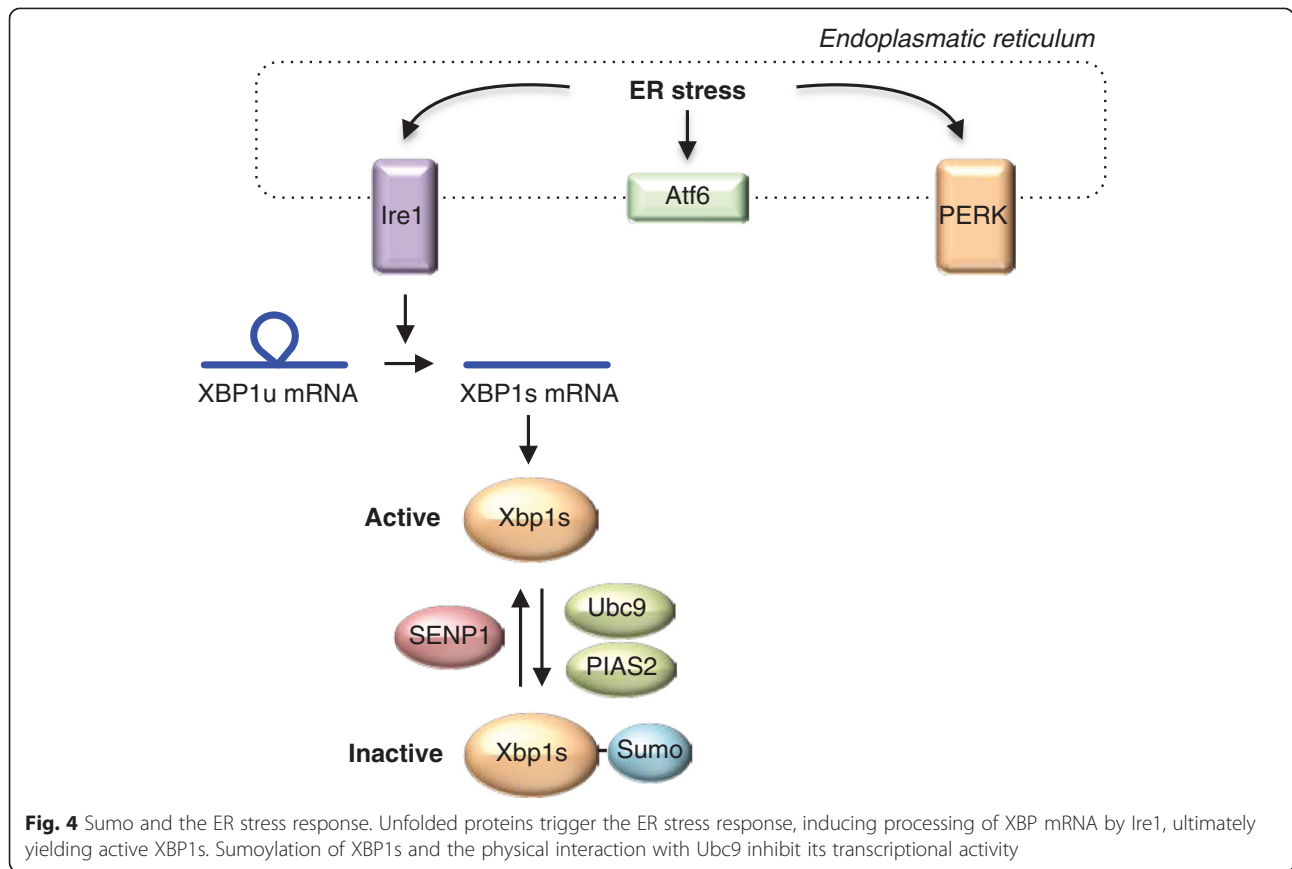 Endoplasmatic reticulum
ER stress
Ire1
Atf6
PERK
XBP1u mRNA
XBP1s mRNA
Active
Xbp1s
SENP1
Ubc9
PIAS2
Inactive
Xbp1s
Sumo
Fig. 4 Sumo and the ER stress response. Unfolded proteins trigger the ER stress response, inducing processing of XBP mRNA by Ire1, ultimately
yielding active XBP1s. Sumoylation of XBP1s and the physical interaction with Ubc9 inhibit its transcriptional activity